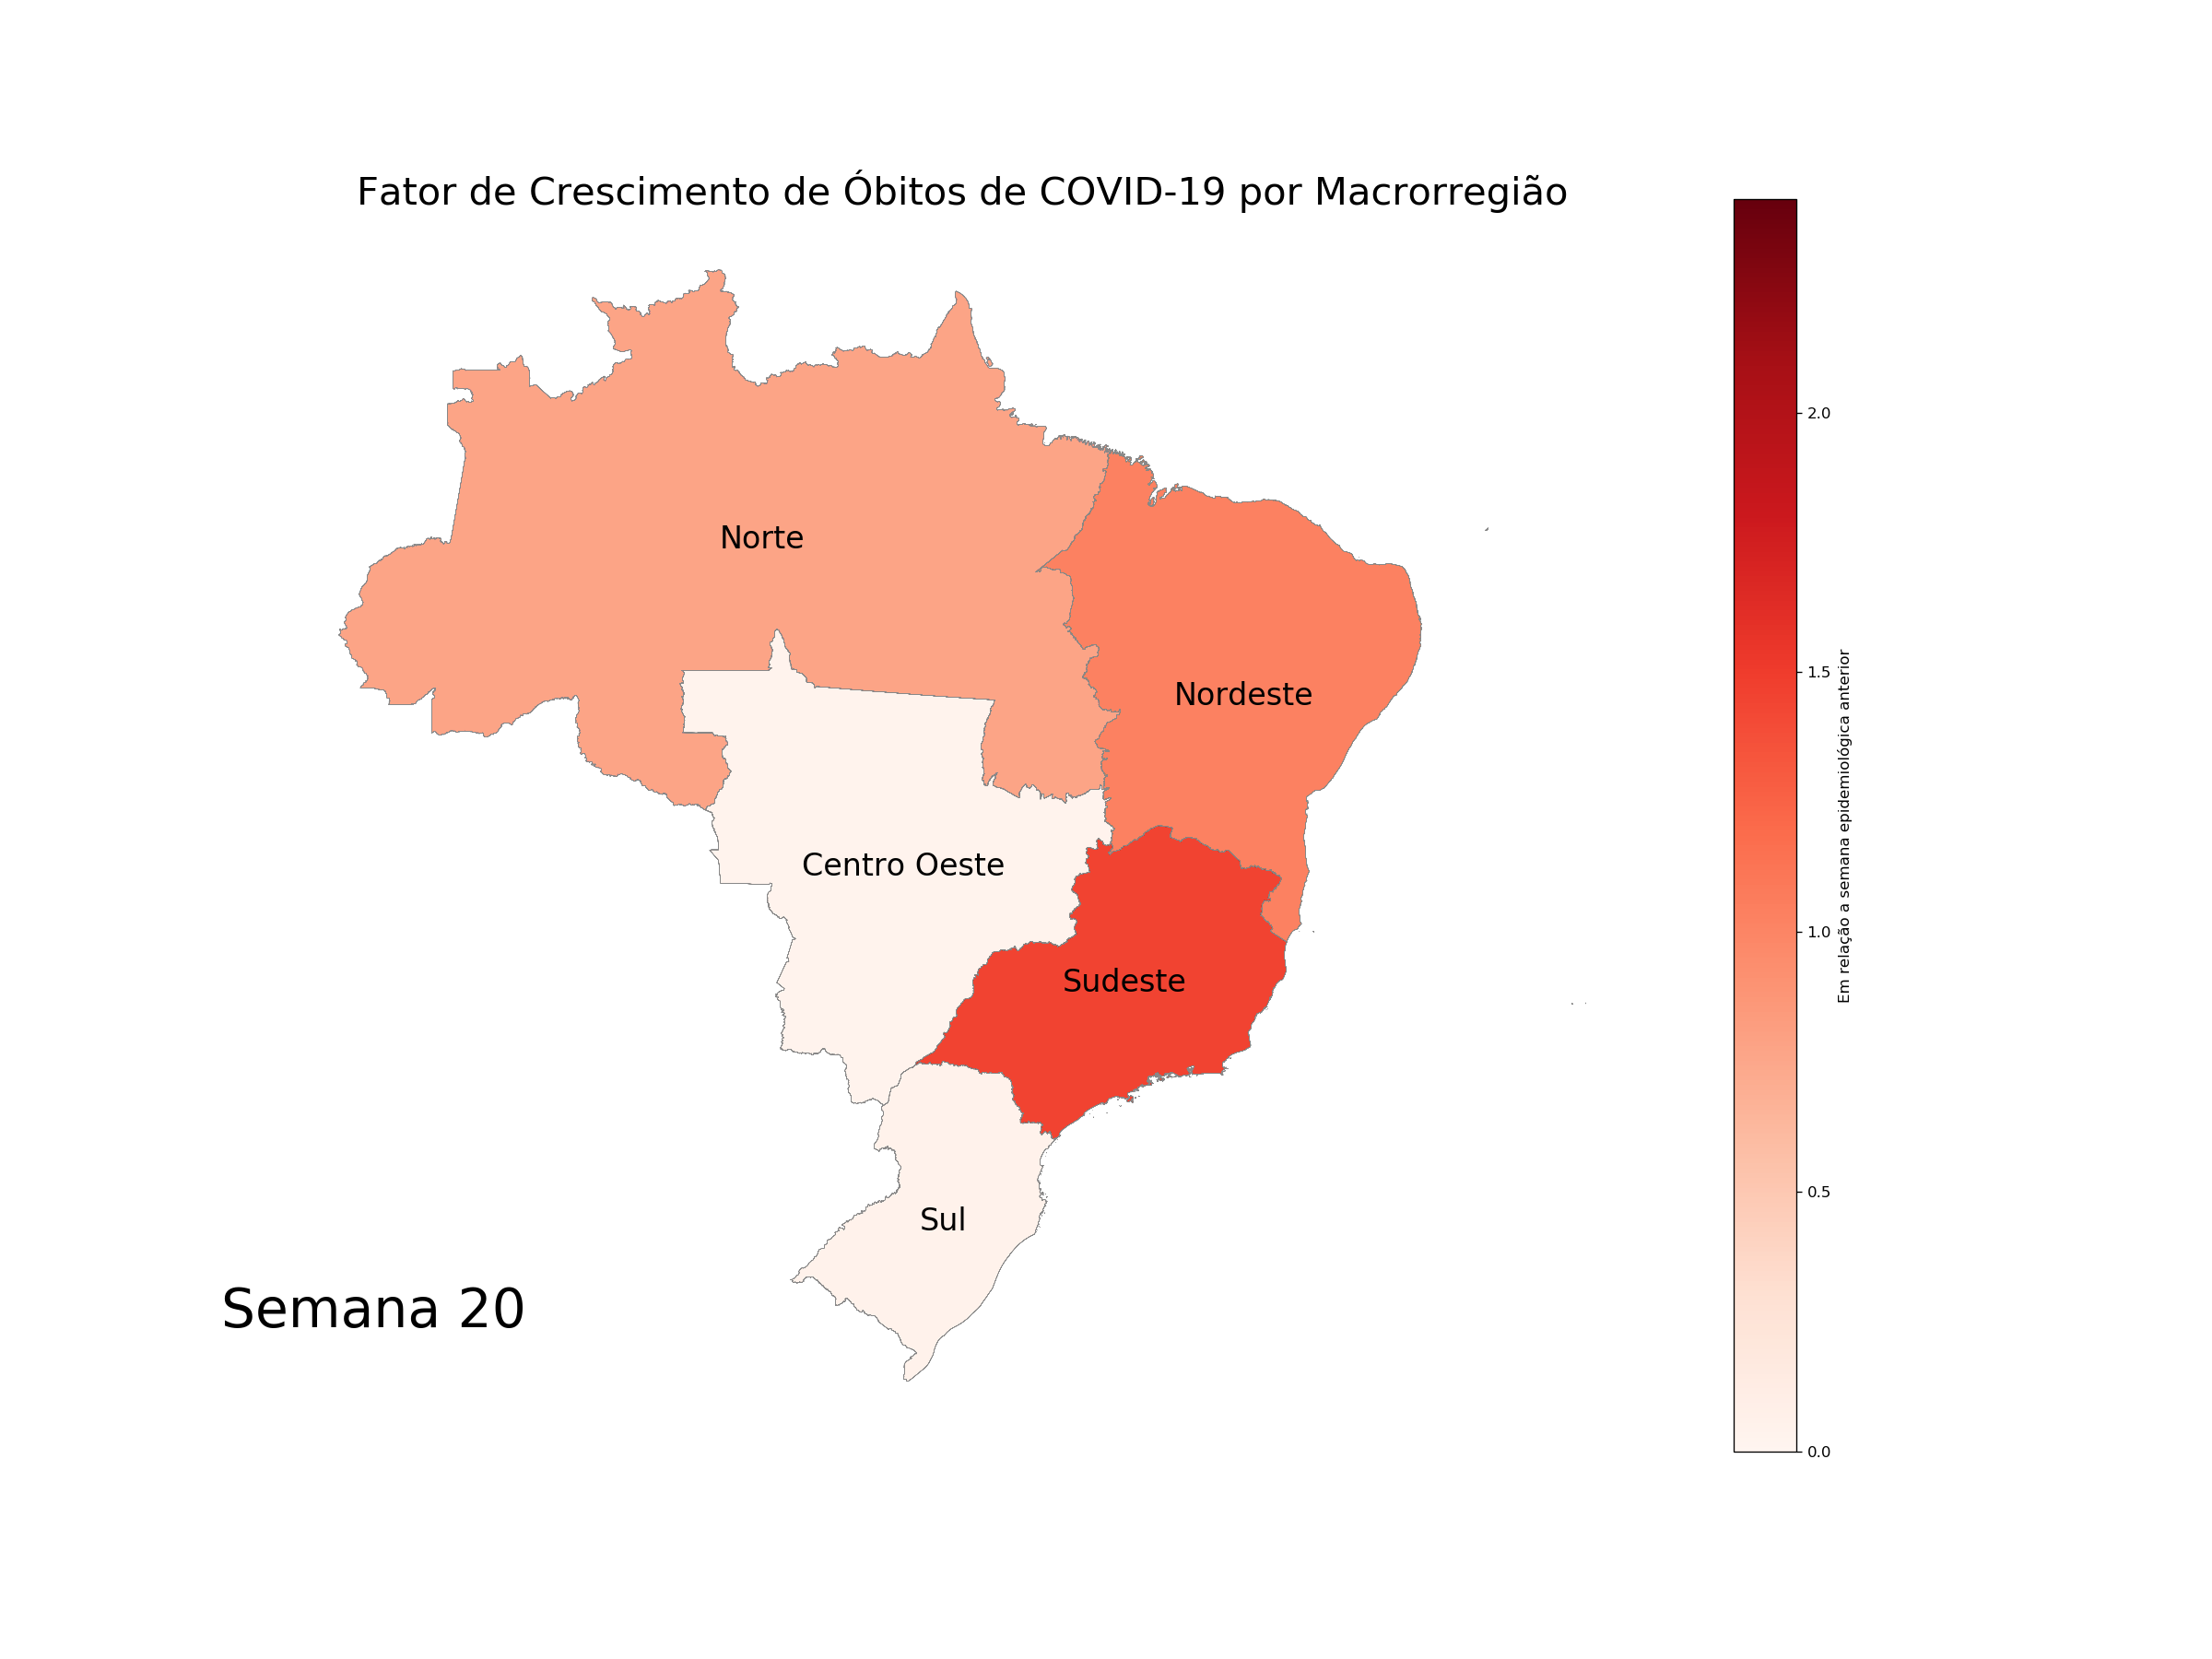 Fator de Crescimento de Óbitos de COVID-19 por Macrorregião
Norte
Nordeste
Centro Oeste
Sudeste
Sul
Semana 20
2.0
1.5
1.0
0.5
0.0
Em relação a semana epidemiológica anterior